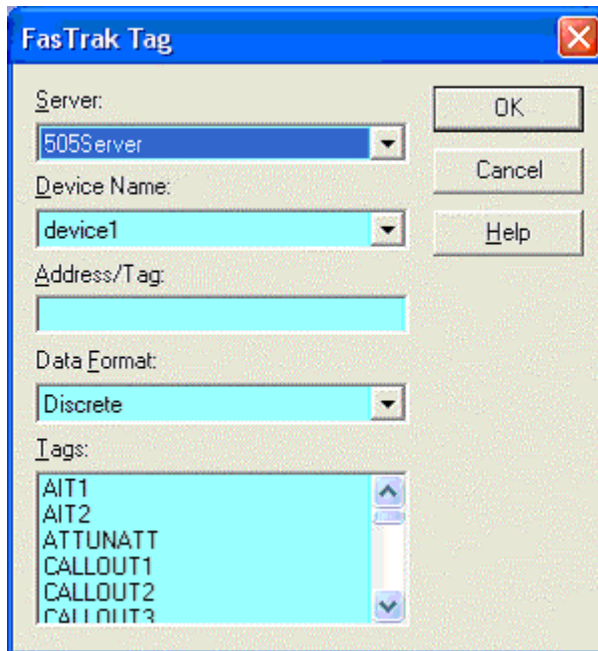 FasTrak Tag
Server:
OK
505Server
Cancel
Device Name:
device1
Help
Address/Tag:
Data Format:
Discrete
Tags:
AIT1
AIT2
ATTUNATT
CALLOUT1
CALLOUT2
CALLOUT3